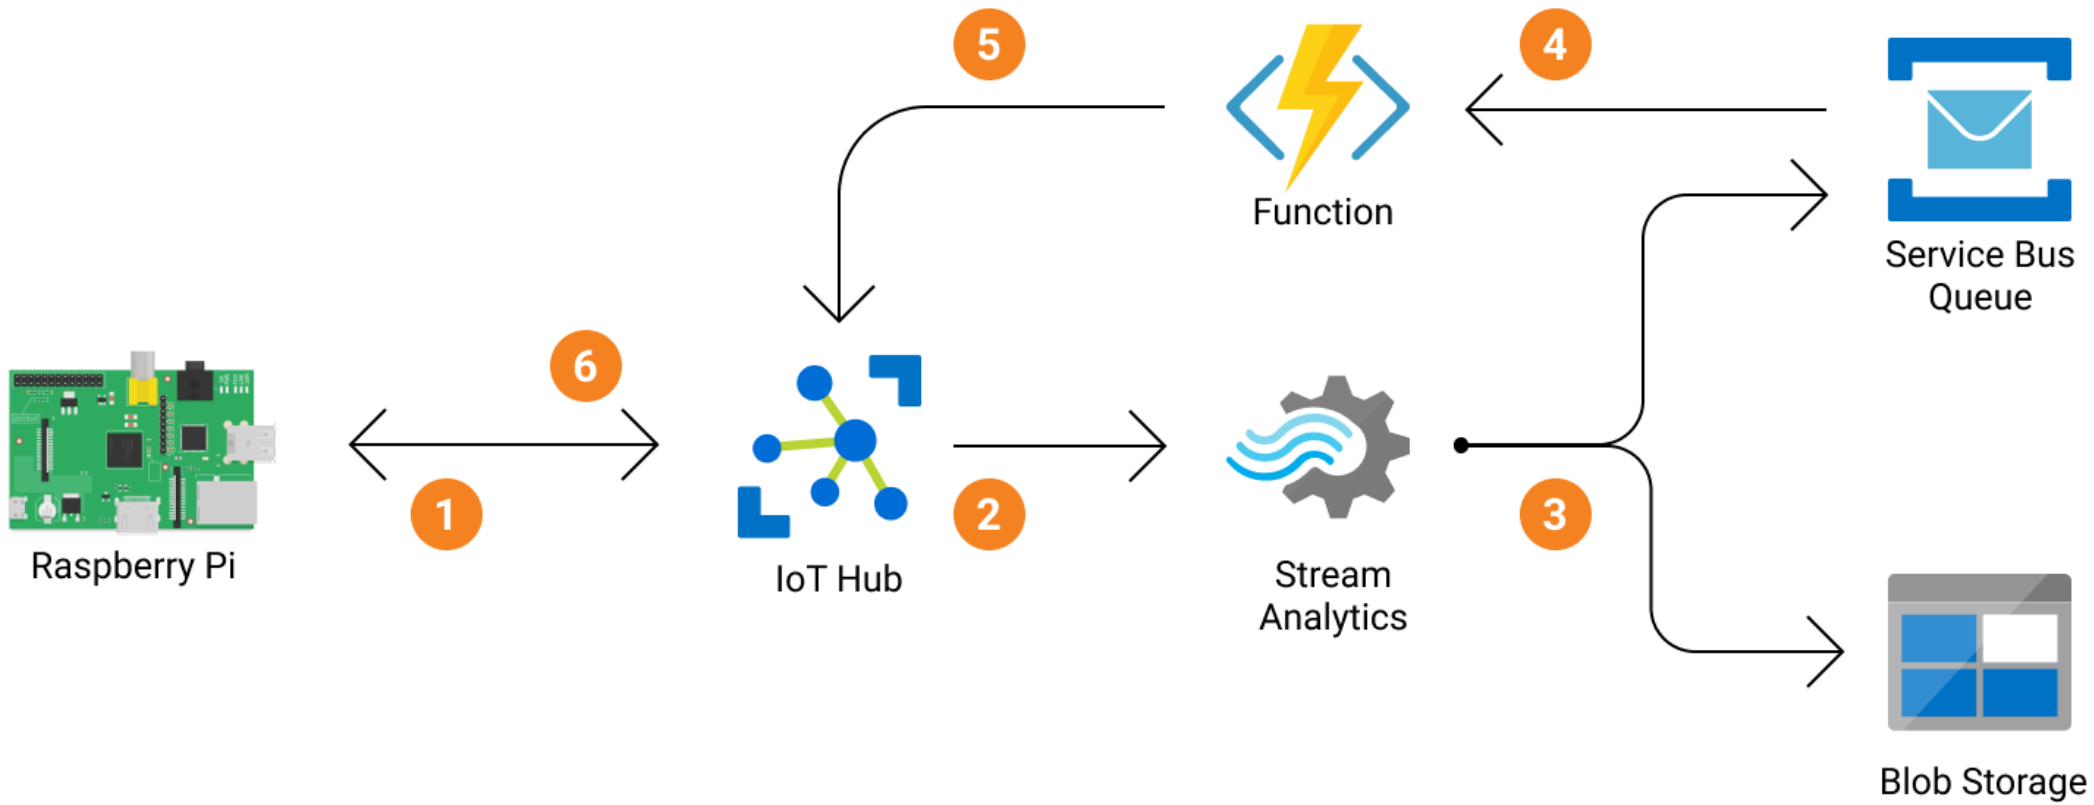 5
4
Function
Service Bus
Queue
6
1
2
3
Raspberry Pi
IoT Hub
Stream
Analytics
Blob Storage